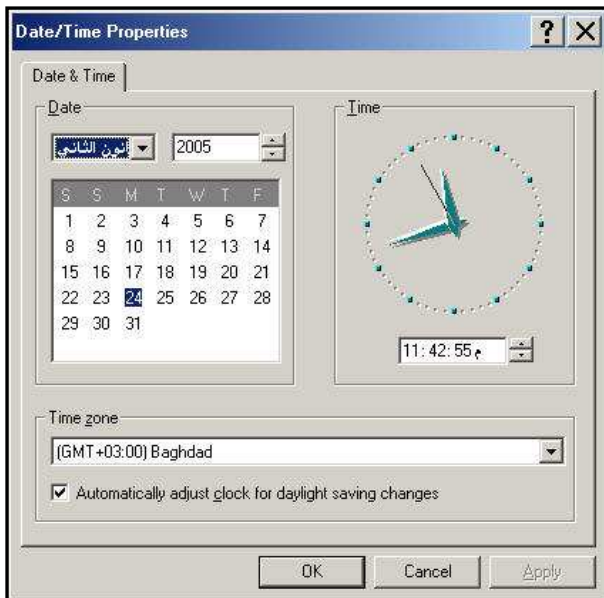 Date/Time Properties
Date & Time
Date
انون الثاني
2005
S S M T W T F
1 2 3 4 5 6 7
8 9 10 11 12 13 14
15 16 17 18 19 20 21
22 23 24 25 26 27 28
29 30 31
Time
11:42:55 م
Time zone
(GMT+03:00) Baghdad
Automatically adjust clock for daylight saving changes
OK Cancel Apply